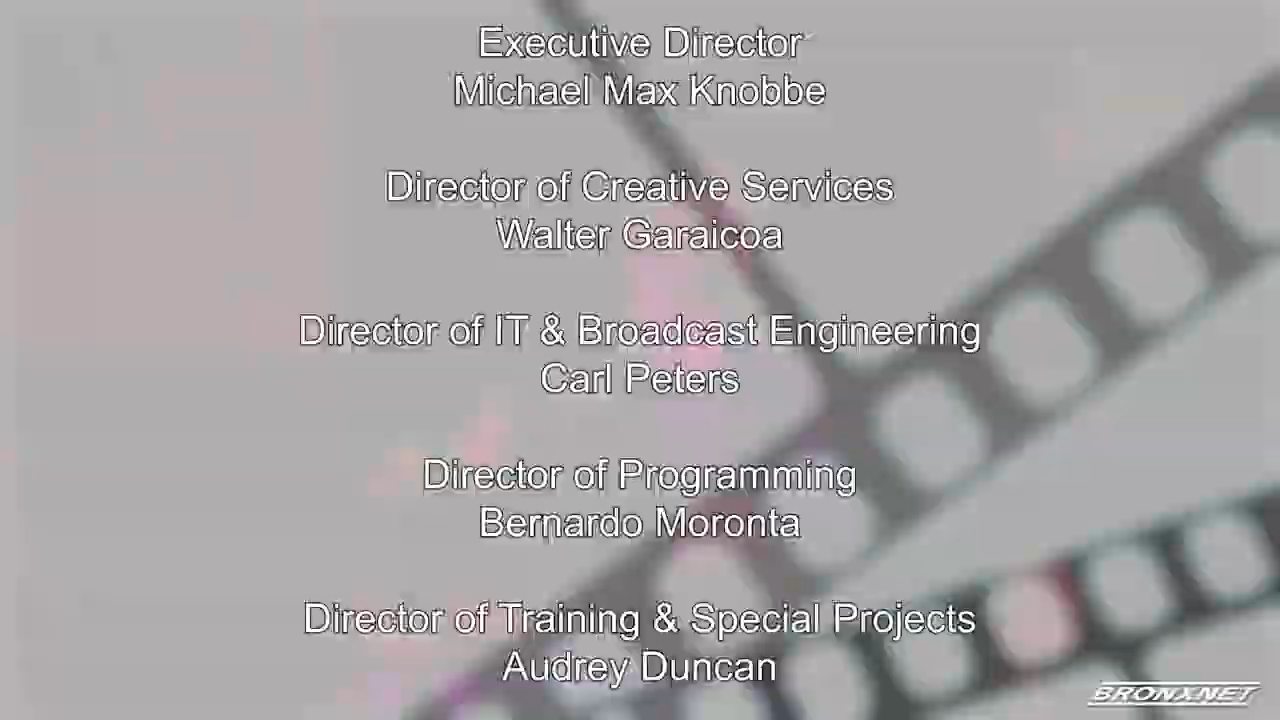 Executive Director
Michael Max Knobbe
Director of Creative Services
Walter Garaicoa
Director of IT & Broadcast Engineering
Carl Peters
Director of Programming
Bernardo Moronta
Director of Training & Special Projects
Audrey Duncan
BRONXNET